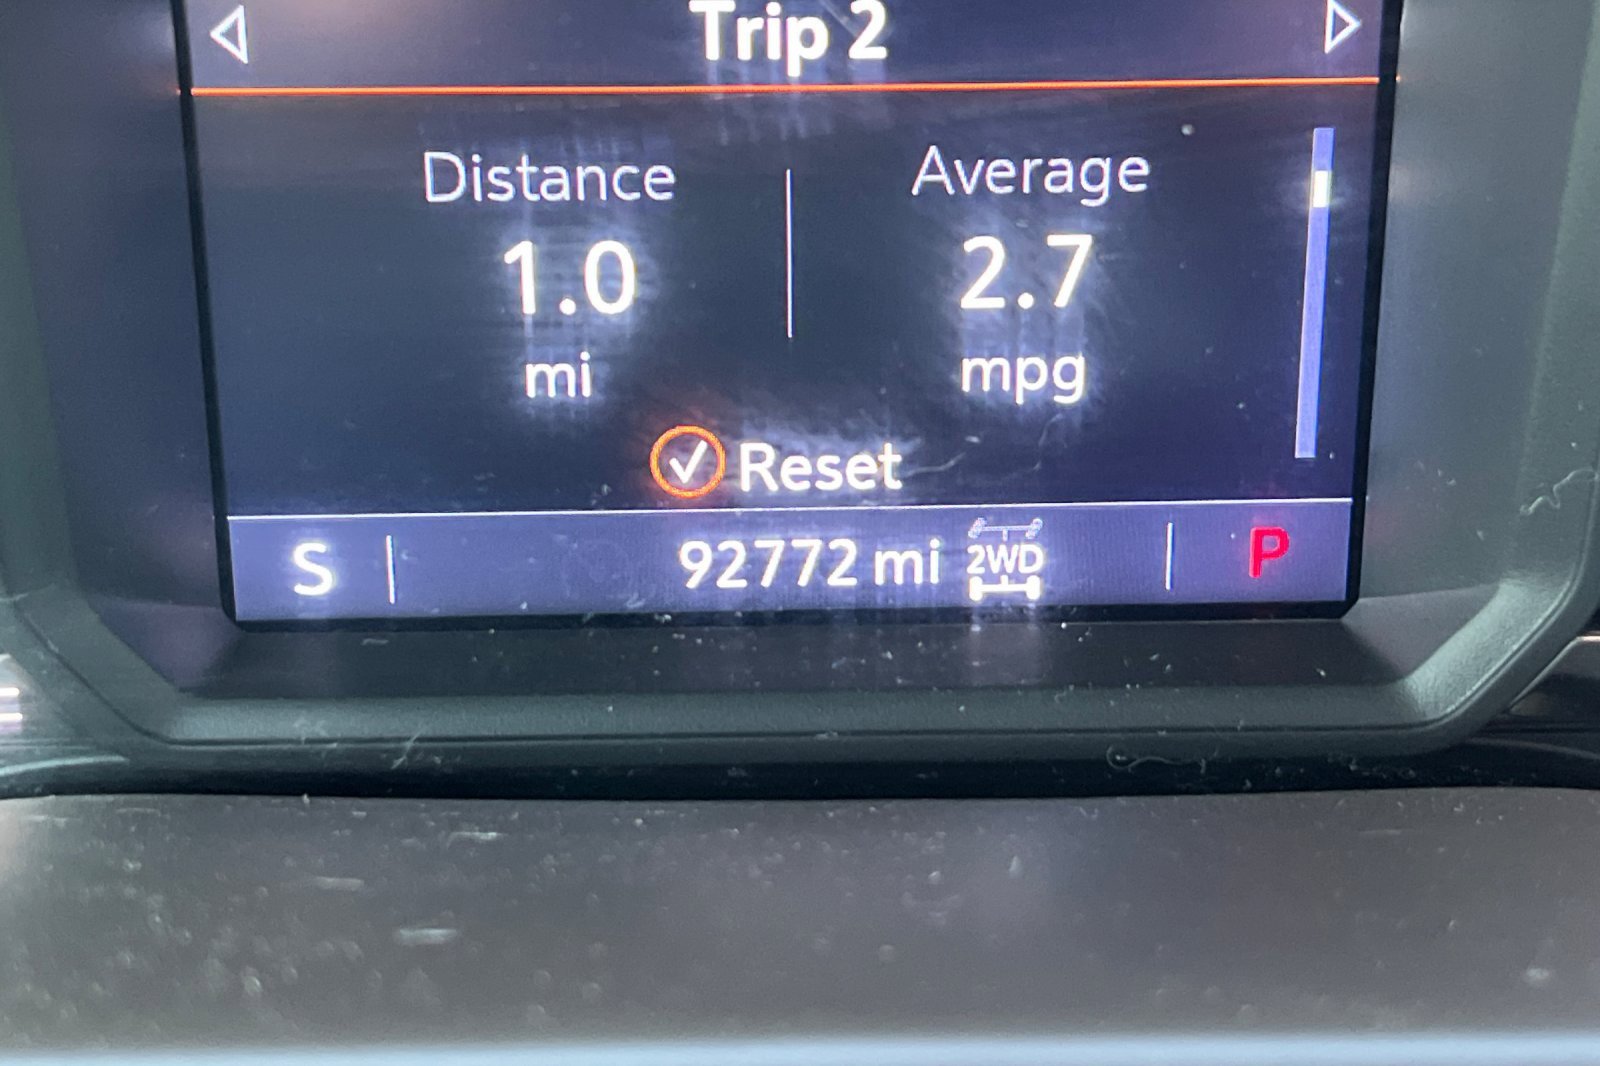 Trip 2
Distance Average
1.0 2.7
mi mpg
Reset
S 92772 mi 2WD P